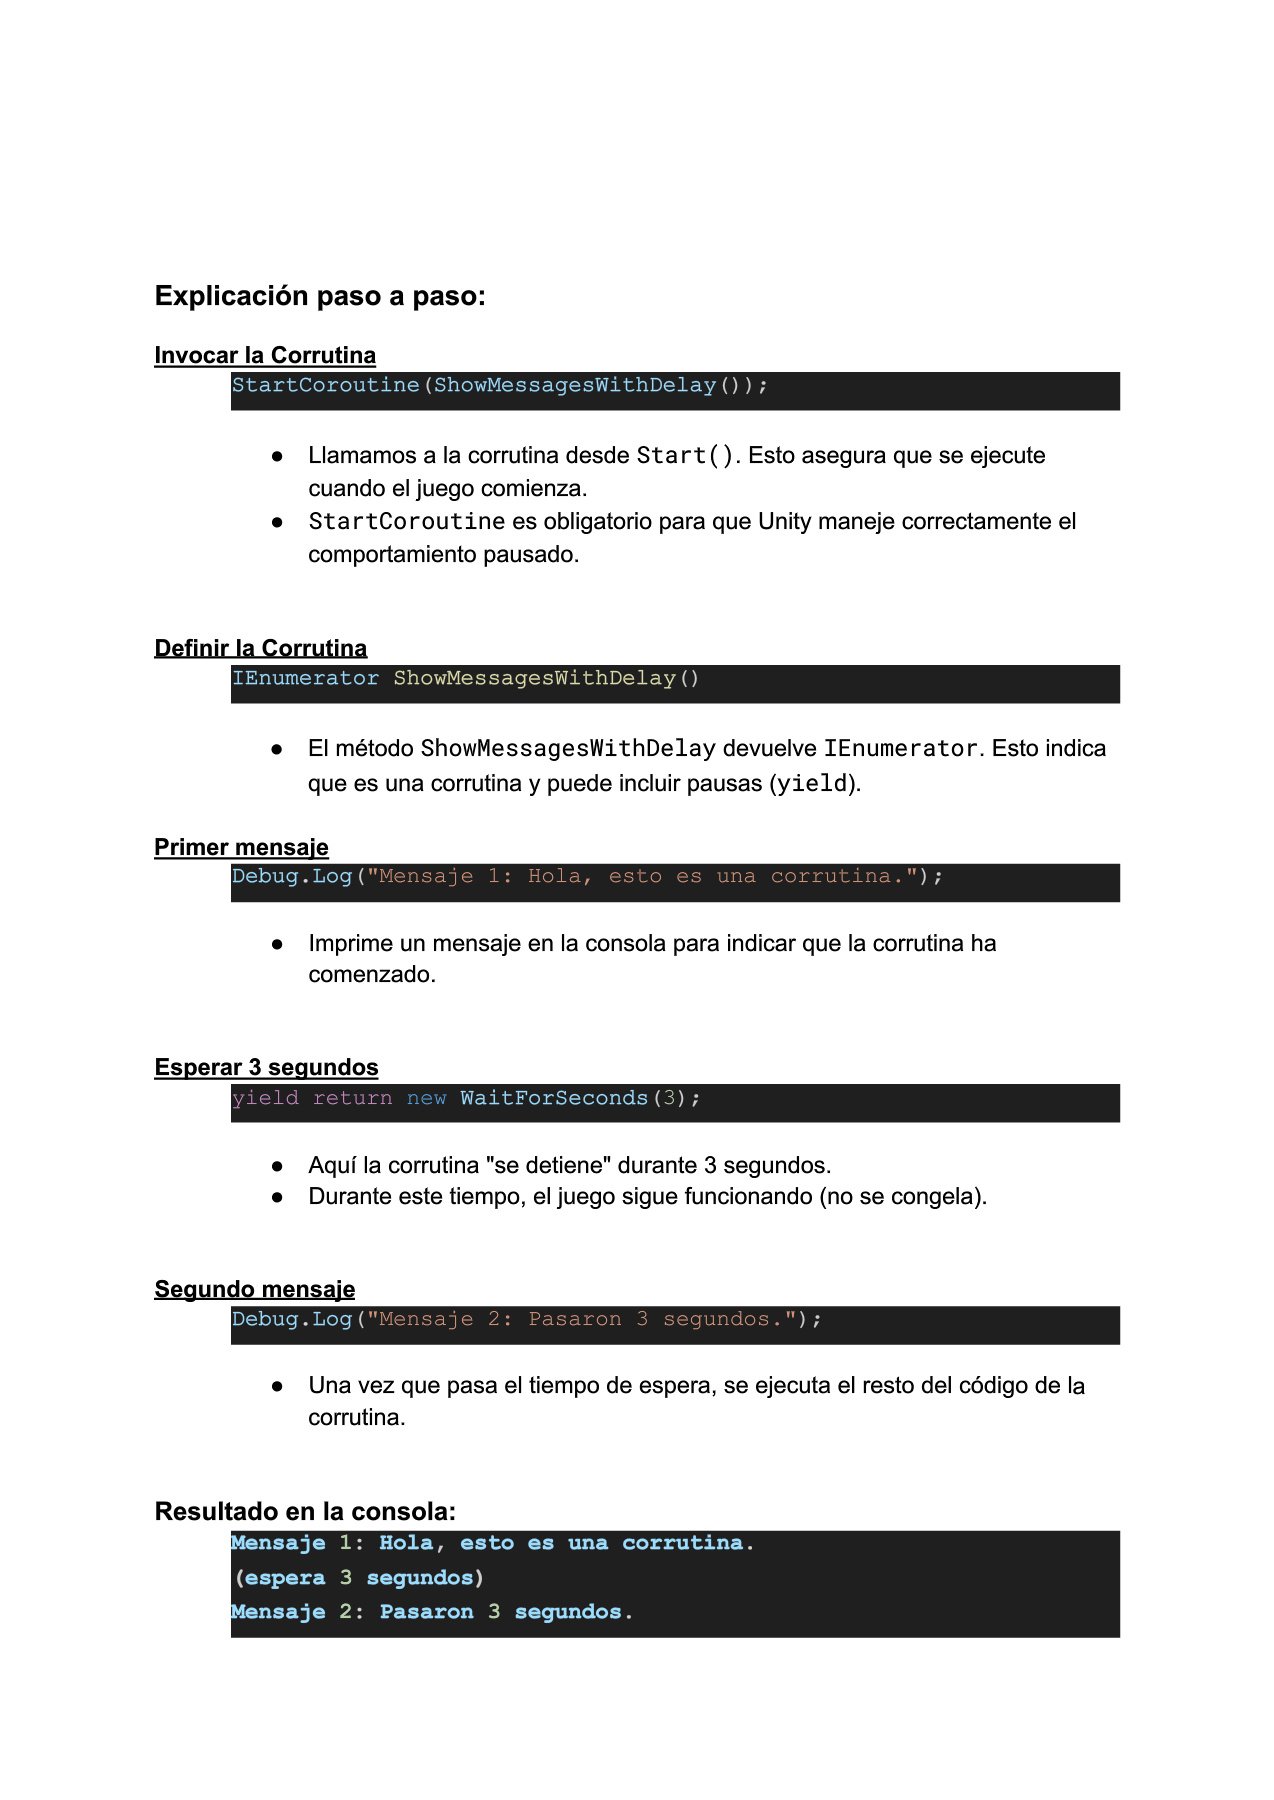 Explicación paso a paso:
Invocar la Corrutina
StartCoroutine(ShowMessagesWithDelay());
● Llamamos a la corrutina desde Start(). Esto asegura que se ejecute
cuando el juego comienza.
● StartCoroutine es obligatorio para que Unity maneje correctamente el
comportamiento pausado.
Definir la Corrutina
IEnumerator ShowMessagesWithDelay()
● El método ShowMessagesWithDelay devuelve IEnumerator. Esto indica
que es una corrutina y puede incluir pausas (yield).
Primer mensaje
Debug.Log("Mensaje 1: Hola, esto es una corrutina.");
● Imprime un mensaje en la consola para indicar que la corrutina ha
comenzado.
Esperar 3 segundos
yield return new WaitForSeconds(3);
● Aquí la corrutina "se detiene" durante 3 segundos.
● Durante este tiempo, el juego sigue funcionando (no se congela).
Segundo mensaje
Debug.Log("Mensaje 2: Pasaron 3 segundos.");
● Una vez que pasa el tiempo de espera, se ejecuta el resto del código de la
corrutina.
Resultado en la consola:
Mensaje 1: Hola, esto es una corrutina.
(espera 3 segundos)
Mensaje 2: Pasaron 3 segundos.